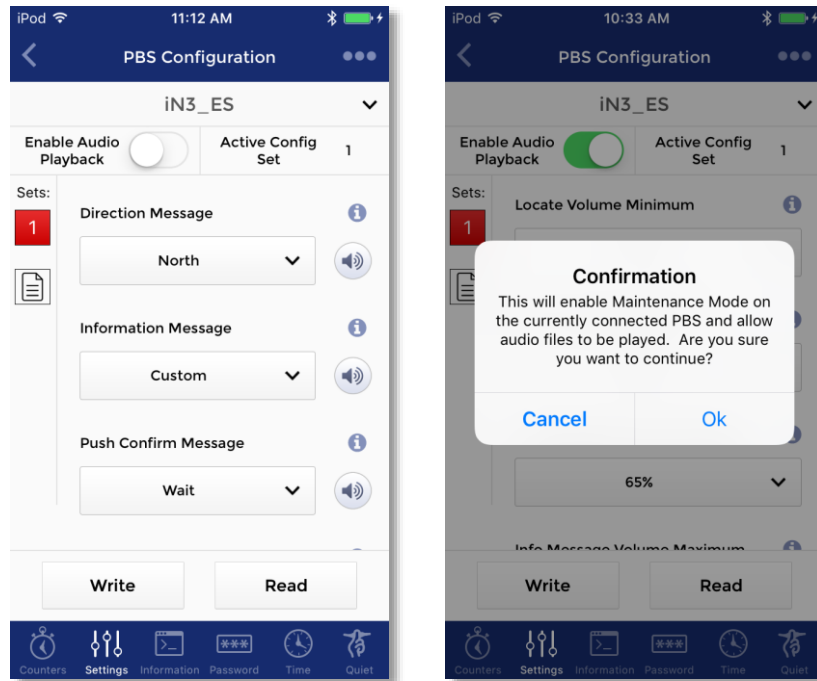 iPod 11:12 AM
PBS Configuration
iN3_ES
Enable Audio
Playback
Active Config
Set
1
Sets:
1
Direction Message
North
Information Message
Custom
Push Confirm Message
Wait
Write Read
Counters Settings Information Password Time Quiet
iPod 10:33 AM
PBS Configuration
iN3_ES
Enable Audio
Playback
Active Config
Set
1
Sets:
1
Locate Volume Minimum
Confirmation
This will enable Maintenance Mode on
the currently connected PBS and allow
audio files to be played. Are you sure
you want to continue?
Cancel Ok
65%
Info Message Volume Maximum
Write Read
Counters Settings Information Password Time Quiet